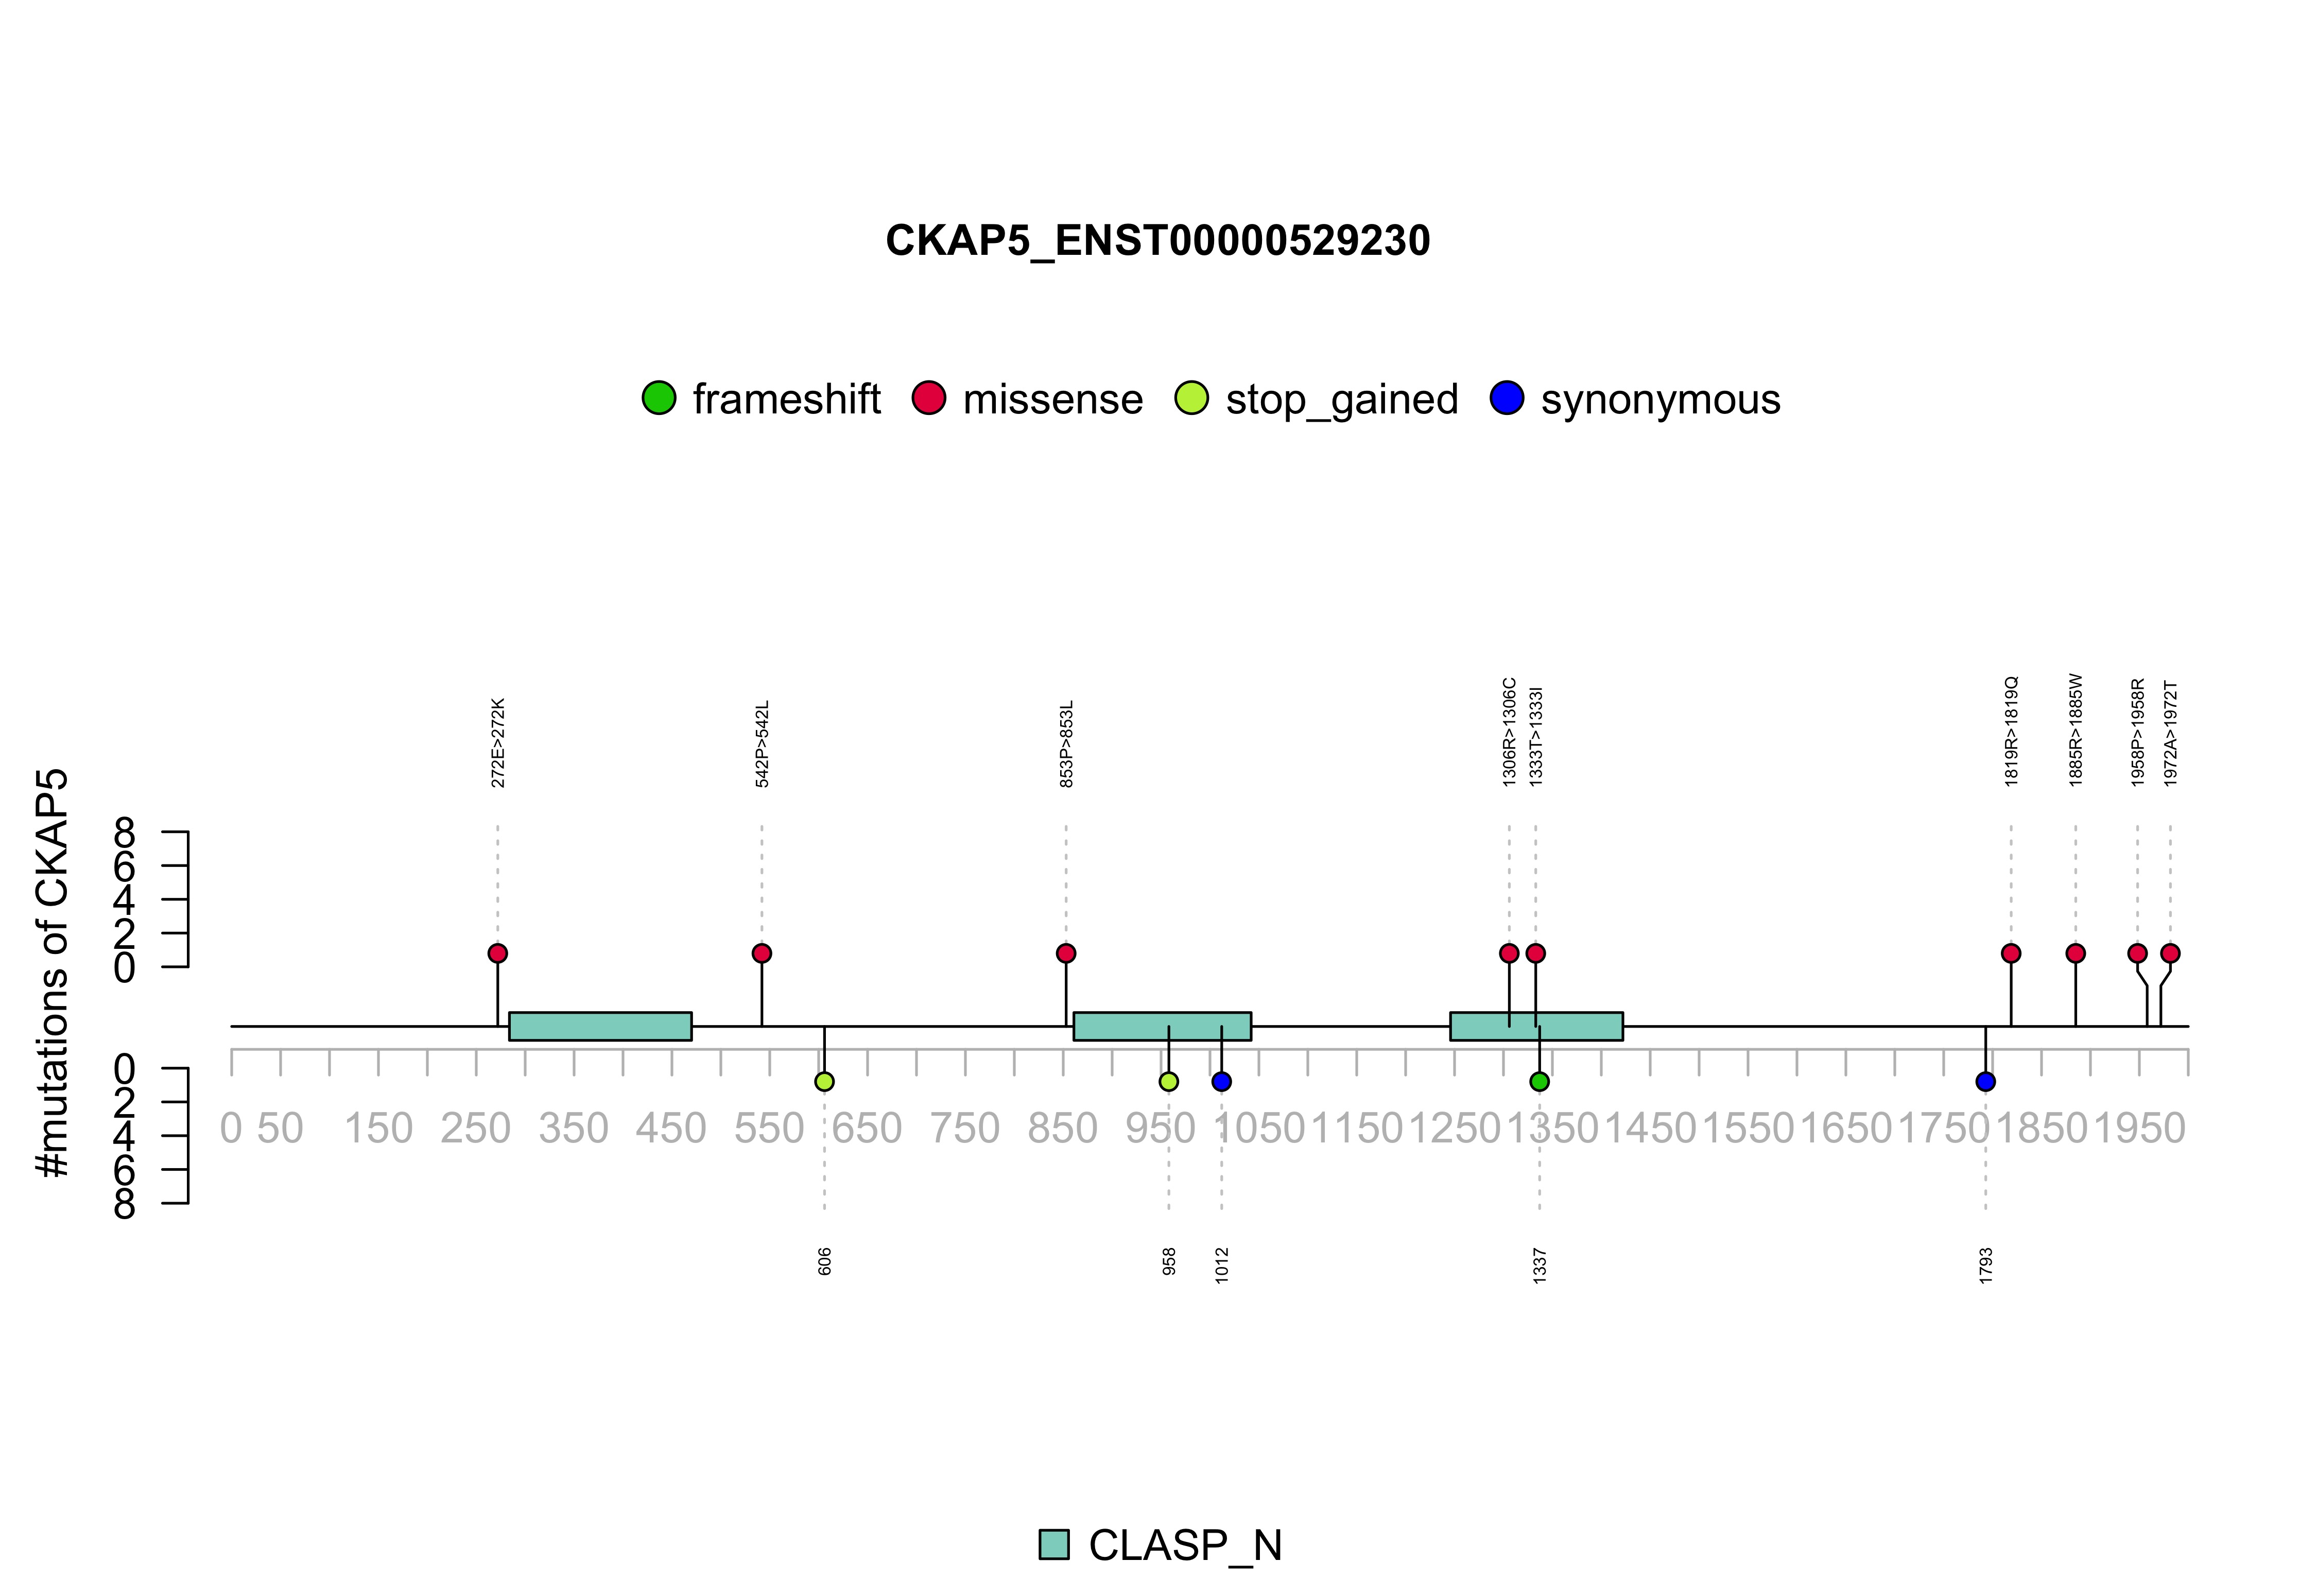 CKAP5_ENST00000529230
frameshift missense stop_gained synonymous
272E>272K
542P>542L
853P>853L
1306R>1306C
1333T>1333I
1819R>1819Q
1885R>1885W
1958P>1958R
1972A>1972T
#mutations of CKAP5
8
6
4
2
0
0
2
4
6
8
0 50 150 250 350 450 550 650 750 850 950 1050 1150 1250 1350 1450 1550 1650 1750 1850 1950
606
958
1012
1337
1793
CLASP_N